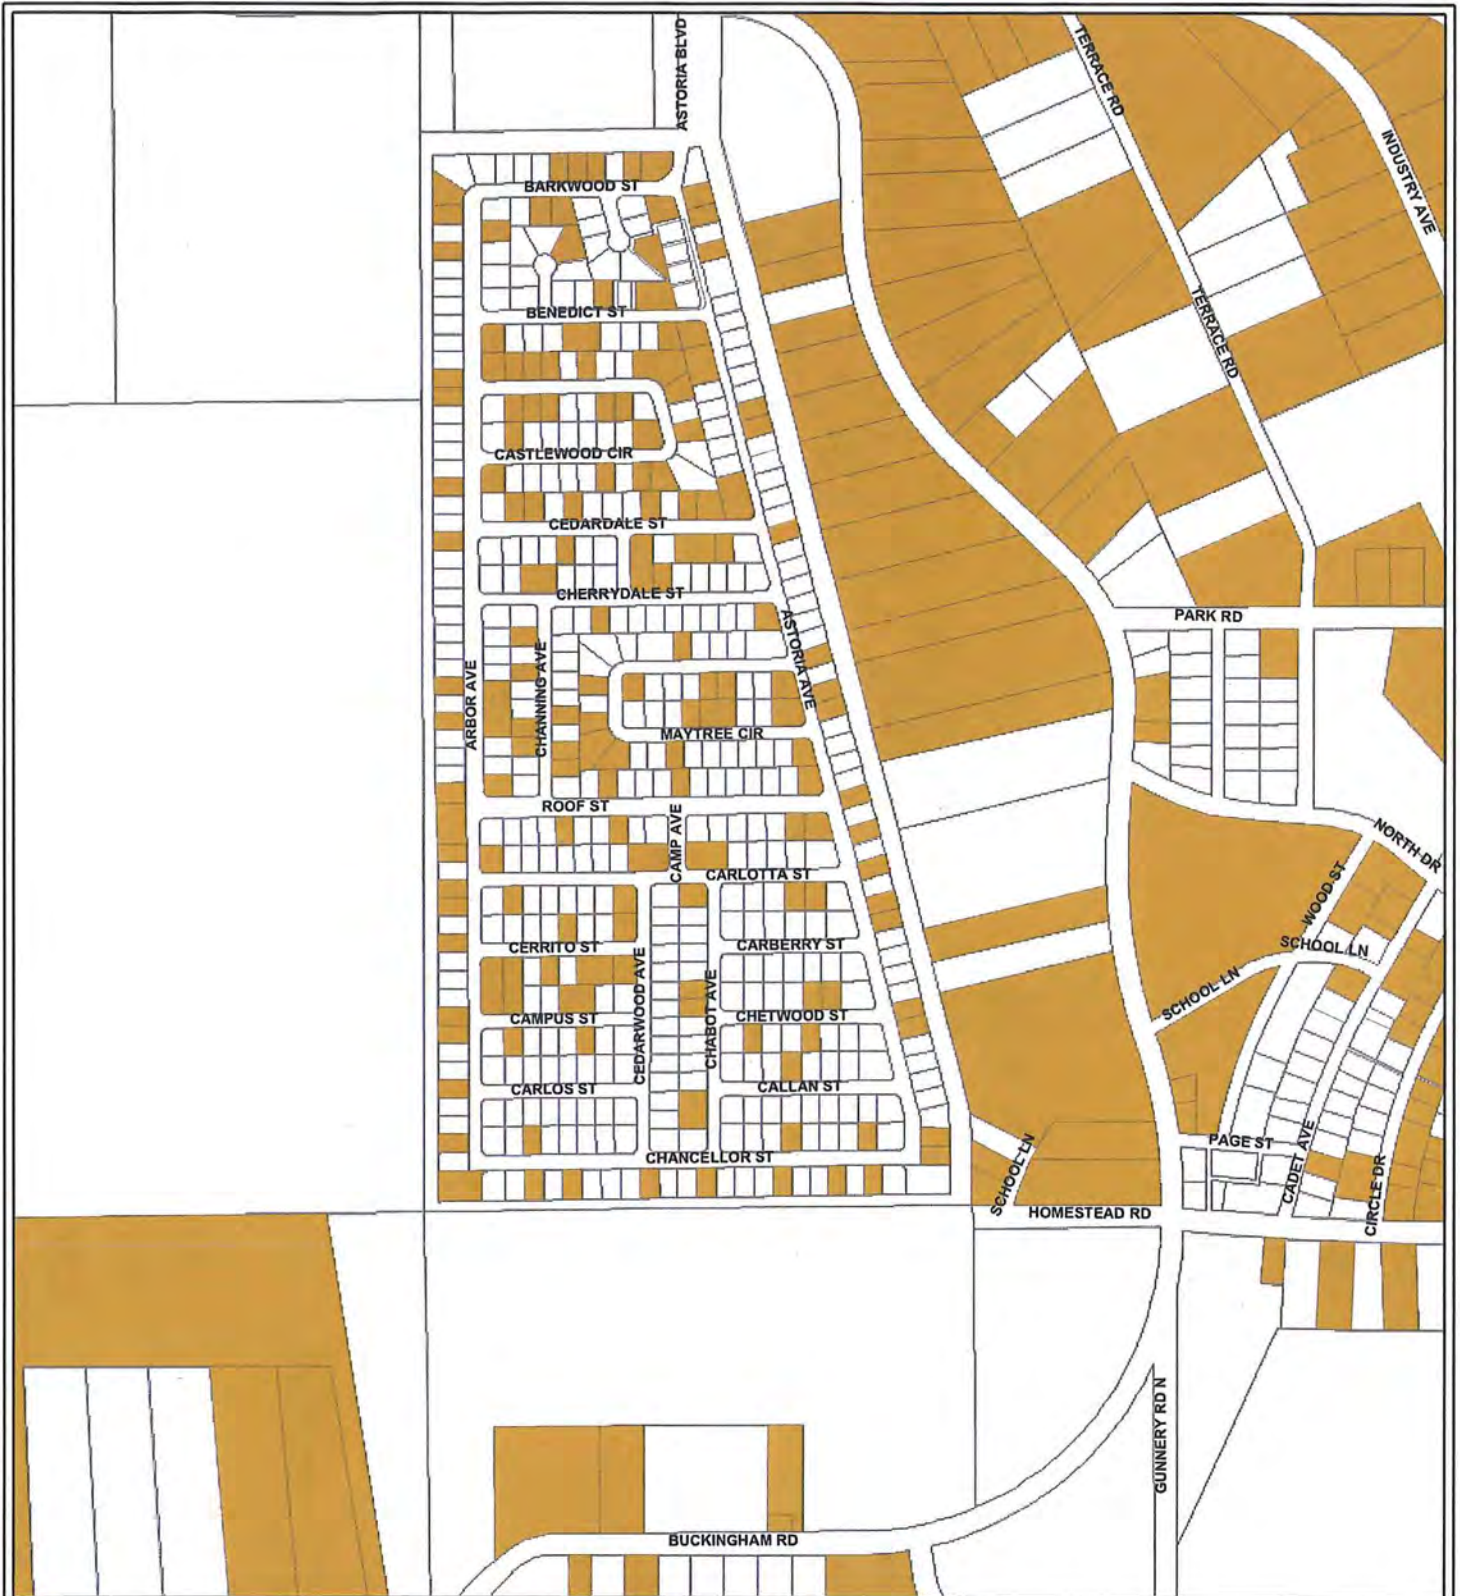 ASTORIA BLVD
TERRACE RD
INDUSTRY AVE
BARKWOOD ST
BENEDICT ST
TERRACE RD
CASTLEWOOD CIR
CEDARDALE ST
CHERRYDALE ST
PARK RD
ASTORIA AVE
ARBOR AVE
CHANNING AVE
MAYTREE CIR
ROOF ST
CAMP AVE
NORTH DR
CARLOTTA ST
WOOD ST
CERRITO ST
CARBERRY ST
SCHOOL LN
SCHOOL LN
CEDARWOOD AVE
CHABOT AVE
CAMPUS ST
CHETWOOD ST
CARLOS ST
CALLAN ST
CHANCELLOR ST
PAGE ST
SCHOOL LN
CADET AVE
CIRCLE DR
HOMESTEAD RD
GUNNERY RD N
BUCKINGHAM RD